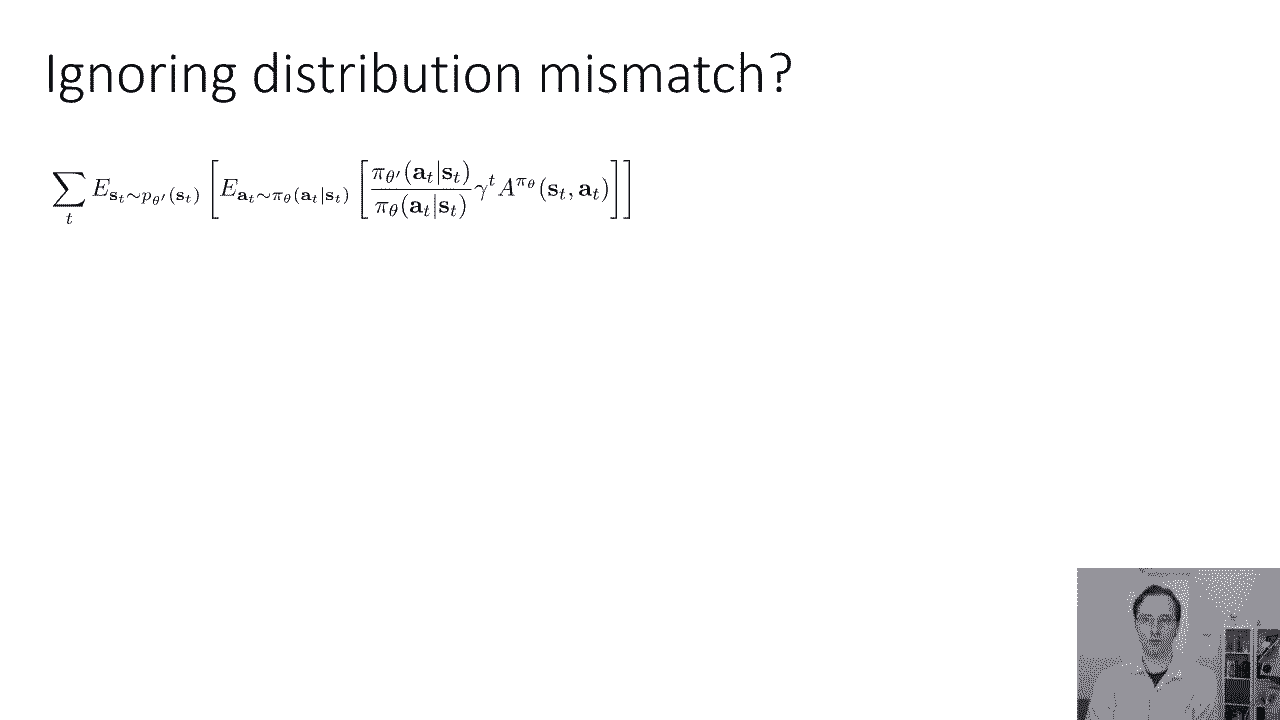 Ignoring distribution mismatch?
$\sum_t E_{\mathbf{s}_t \sim p_{\theta'}(\mathbf{s}_t)} \left[ E_{\mathbf{a}_t \sim \pi_\theta(\mathbf{a}_t|\mathbf{s}_t)} \left[ \frac{\pi_{\theta'}(\mathbf{a}_t|\mathbf{s}_t)}{\pi_\theta(\mathbf{a}_t|\mathbf{s}_t)} \gamma^t A^{\pi_\theta}(\mathbf{s}_t, \mathbf{a}_t) \right] \right]$